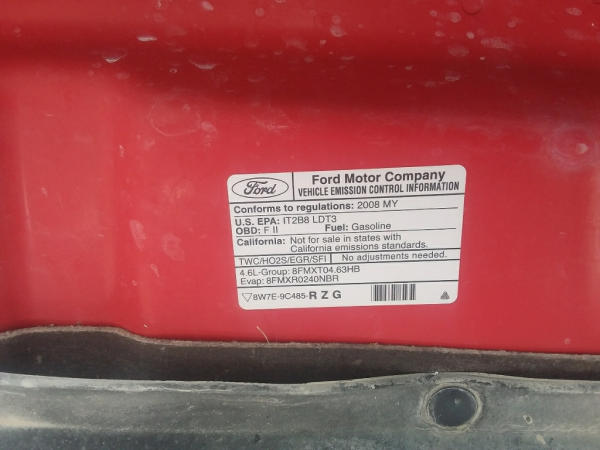 Ford
Ford Motor Company
VEHICLE EMISSION CONTROL INFORMATION
Conforms to regulations: 2008 MY
U.S. EPA: IT2B8 LDT3
OBD: F II Fuel: Gasoline
California: Not for sale in states with
California emissions standards.
TWC/HO2S/EGR/SFI No adjustments needed.
4.6L-Group: 8FMXT04.63HB
Evap: 8FMXR0240NBR
8W7E-9C485-R Z G